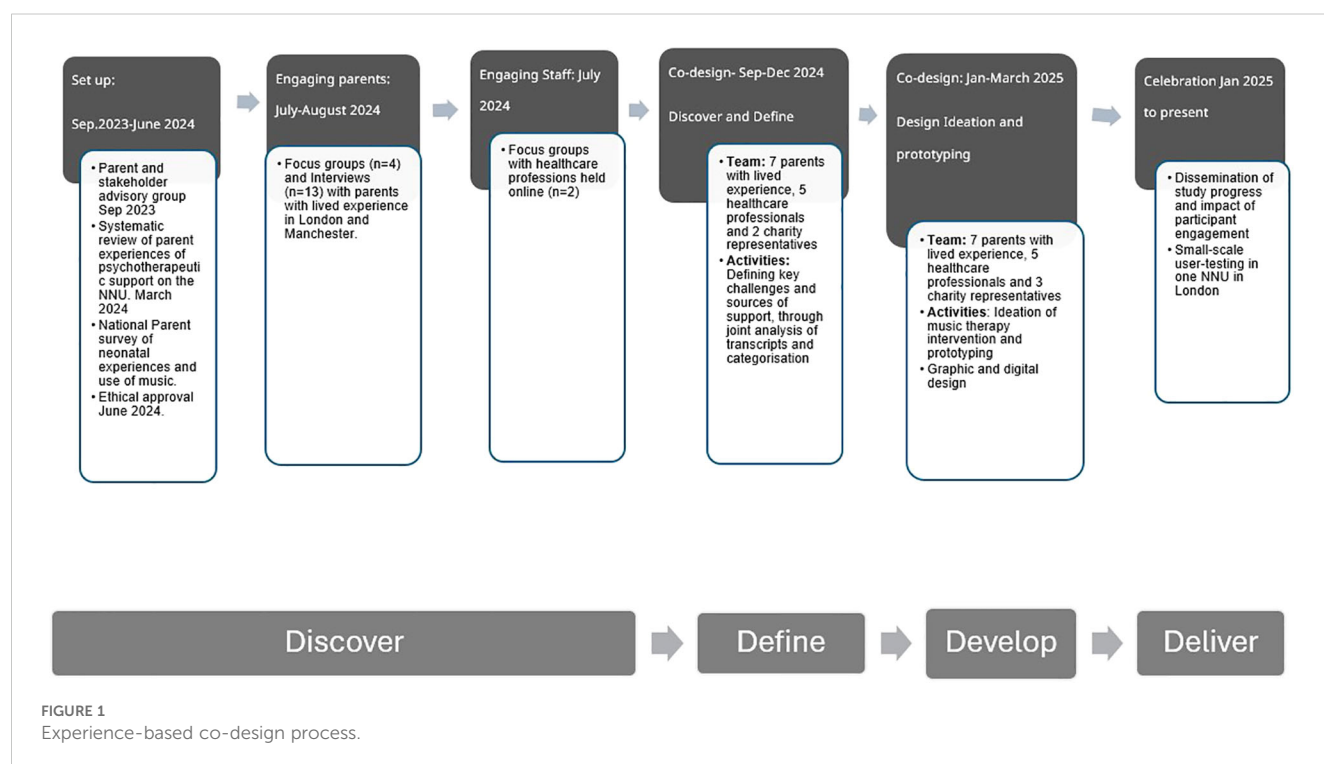 Set up:
Sep.2023-June 2024
• Parent and
stakeholder
advisory group
Sep 2023
• Systematic
review of parent
experiences of
psychotherapeuti
c support on the
NNU. March
2024
• National Parent
survey of
neonatal
experiences and
use of music.
• Ethical approval
June 2024.
Engaging parents:
July-August 2024
• Focus groups (n=4)
and Interviews
(n=13) with parents
with lived experience
in London and
Manchester.
Engaging Staff: July
2024
• Focus groups
with healthcare
professions held
online (n=2)
Co-design- Sep-Dec 2024
Discover and Define
• Team: 7 parents
with lived
experience, 5
healthcare
professionals
and 2 charity
representatives
• Activities:
Defining key
challenges and
sources of
support, through
joint analysis of
transcripts and
categorisation
Co-design: Jan-March 2025
Design Ideation and
prototyping
• Team: 7 parents with
lived experience, 5
healthcare
professionals and 3
charity representatives
• Activities: Ideation of
music therapy
intervention and
prototyping
• Graphic and digital
design
Celebration Jan 2025
to present
• Dissemination of
study progress
and impact of
participant
engagement
• Small-scale
user-testing in
one NNU in
London
Discover
Define
Develop
Deliver
FIGURE 1
Experience-based co-design process.